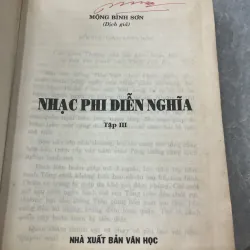 MỘNG BÌNH SƠN
(Dịch giả)
NHẠC PHI DIỄN NGHĨA
Tập III
NHÀ XUẤT BẢN VĂN HỌC